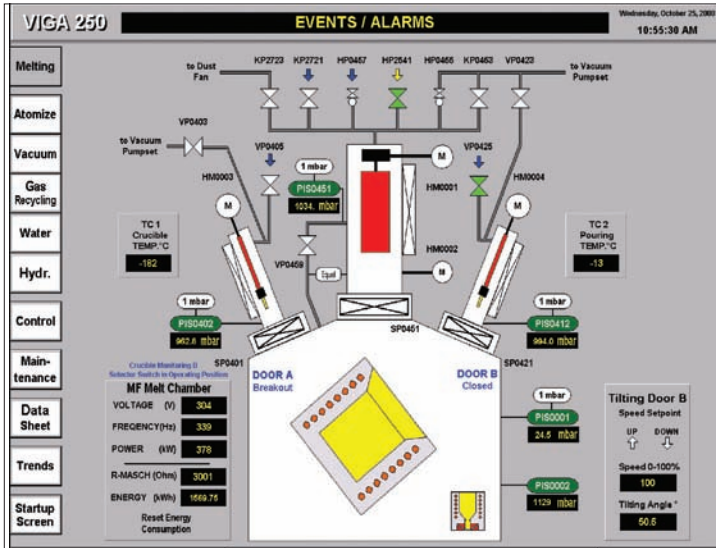 VIGA 250
EVENTS / ALARMS
Wednesday, October 25, 2000
10:55:30 AM
Melting
Atomize
Vacuum
Gas
Recycling
Water
Hydr.
Control
Main-
tenance
Data
Sheet
Trends
Startup
Screen
to Dust
Fan
KP2723
KP2721
HP0457
HP2541
HP0455
KP0453
VP0423
to Vacuum
Pumpset
VP0403
to Vacuum
Pumpset
VP0405
VP0425
HM0003
1 mbar
PIS0451
1034. mbar
M
HM0001
HM0004
M
M
TC 1
Crucible
TEMP.°C
-182
TC 2
Pouring
TEMP.°C
-13
VP0459
Equal
HM0002
M
1 mbar
PIS0402
962.8 mbar
1 mbar
PIS0412
994.0 mbar
SP0451
SP0401
SP0421
Crucible Monitoring II
Selector Switch in Operating Position
MF Melt Chamber
VOLTAGE (V) 304
FREQENCY(Hz) 339
POWER (kW) 378
R-MASCH (Ohm) 3001
ENERGY (kWh) 1569.75
Reset Energy
Consumption
DOOR A
Breakout
DOOR B
Closed
1 mbar
PIS0001
24.5 mbar
PIS0002
1129 mbar
Tilting Door B
Speed Setpoint
UP DOWN
Speed 0-100%
100
Tilting Angle °
50.6